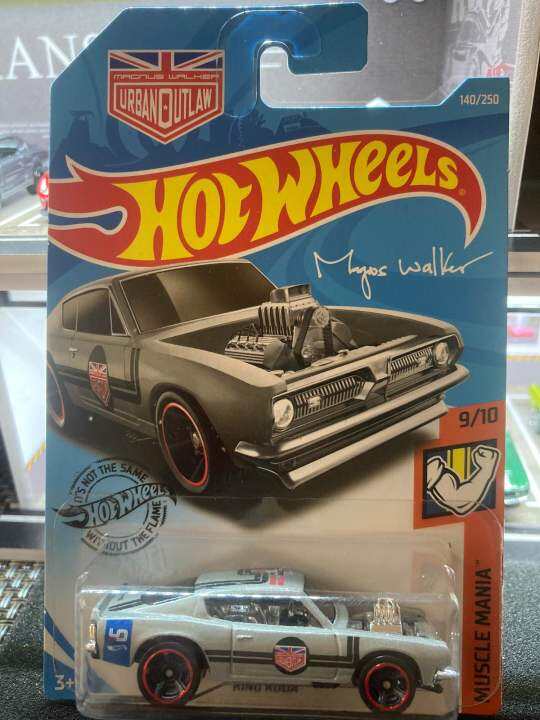 MAGNUS WALKER
URBAN OUTLAW
140/250
HOT WHEELS
Magnus Walker
9/10
MUSCLE MANIA
IT'S NOT THE SAME
HOT WHEELS
WITHOUT THE FLAME
3+
KING KUDA